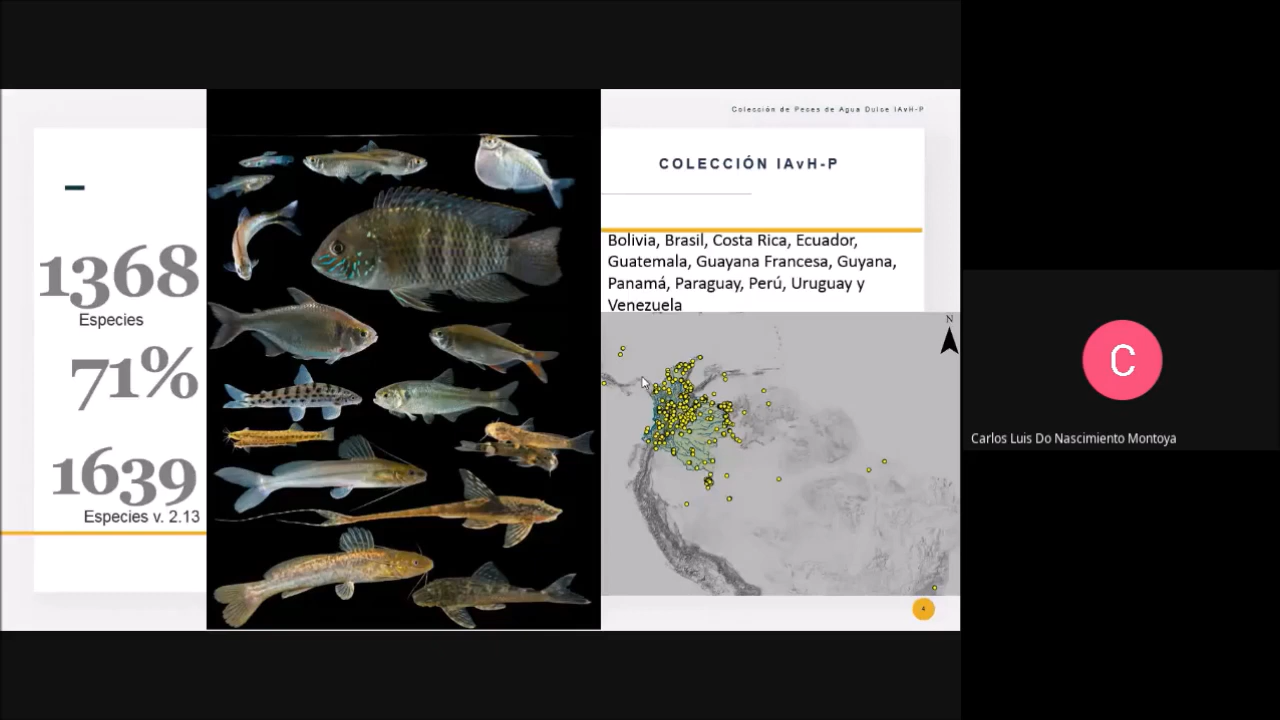 Colección de Peces de Agua Dulce IAvH-P
COLECCIÓN IAvH-P
1368
Especies
71%
1639
Especies v. 2.13
Bolivia, Brasil, Costa Rica, Ecuador,
Guatemala, Guayana Francesa, Guyana,
Panamá, Paraguay, Perú, Uruguay y
Venezuela
N
4
C
Carlos Luis Do Nascimento Montoya